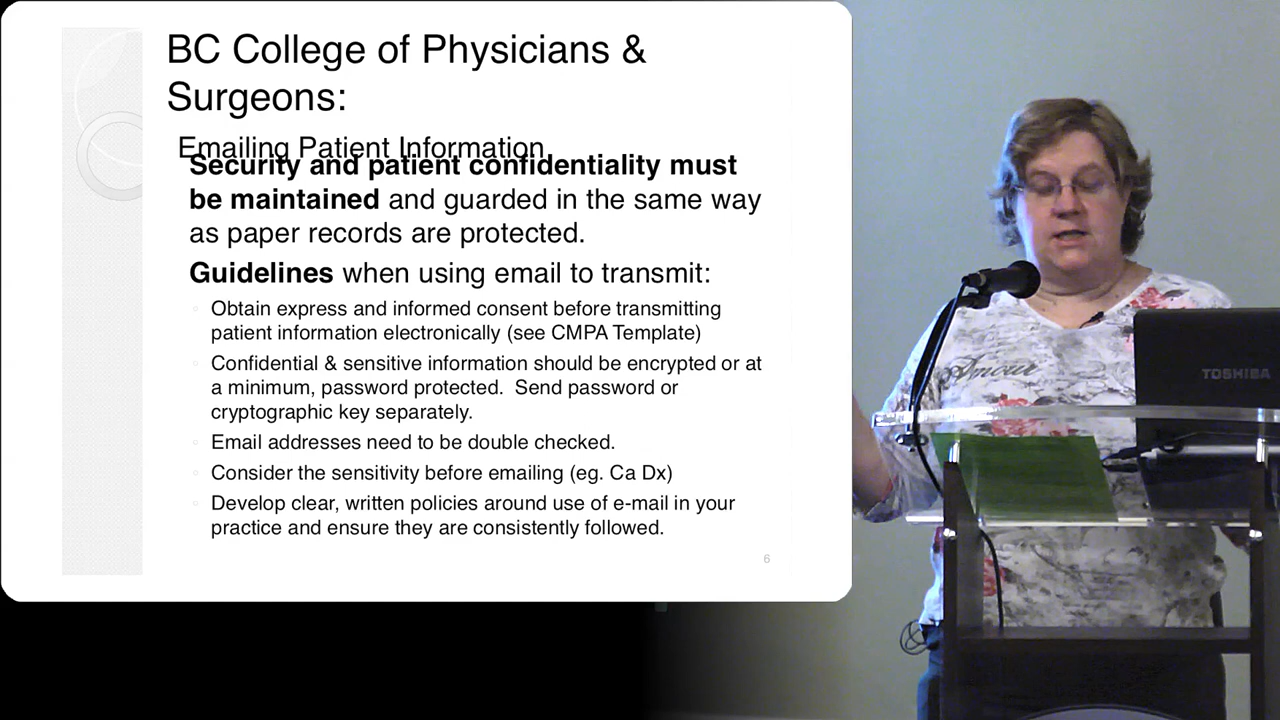 BC College of Physicians &
Surgeons:
Emailing Patient Information
Security and patient confidentiality must
be maintained and guarded in the same way
as paper records are protected.
Guidelines when using email to transmit:
Obtain express and informed consent before transmitting
patient information electronically (see CMPA Template)
Confidential & sensitive information should be encrypted or at
a minimum, password protected. Send password or
cryptographic key separately.
Email addresses need to be double checked.
Consider the sensitivity before emailing (eg. Ca Dx)
Develop clear, written policies around use of e-mail in your
practice and ensure they are consistently followed.
6
Amour
TOSHIBA